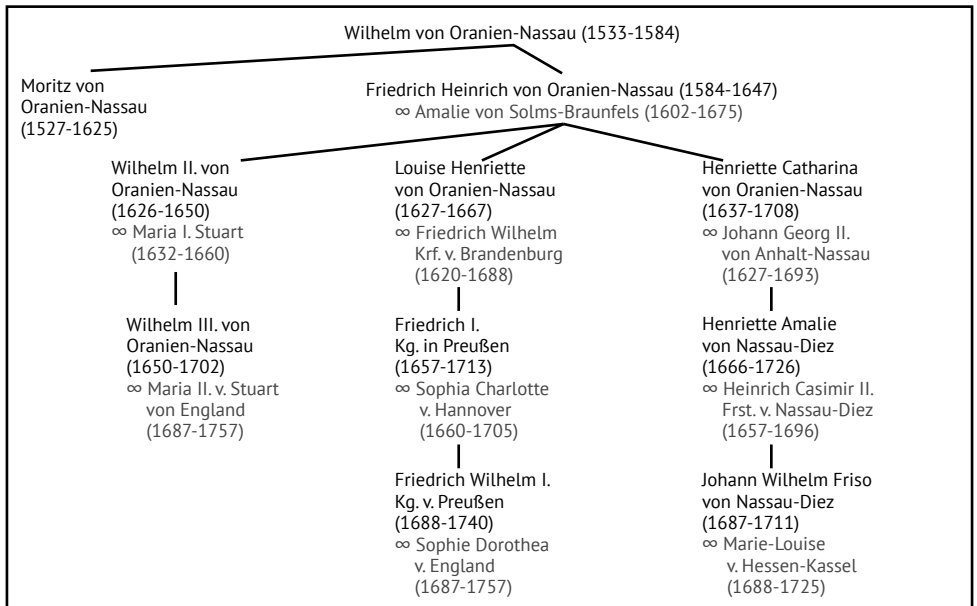 Wilhelm von Oranien-Nassau (1533-1584)
Moritz von
Oranien-Nassau
(1527-1625)
Friedrich Heinrich von Oranien-Nassau (1584-1647)
∞ Amalie von Solms-Braunfels (1602-1675)
Wilhelm II. von
Oranien-Nassau
(1626-1650)
∞ Maria I. Stuart
(1632-1660)
Louise Henriette
von Oranien-Nassau
(1627-1667)
∞ Friedrich Wilhelm
Krf. v. Brandenburg
(1620-1688)
Henriette Catharina
von Oranien-Nassau
(1637-1708)
∞ Johann Georg II.
von Anhalt-Nassau
(1627-1693)
Wilhelm III. von
Oranien-Nassau
(1650-1702)
∞ Maria II. v. Stuart
von England
(1687-1757)
Friedrich I.
Kg. in Preußen
(1657-1713)
∞ Sophia Charlotte
v. Hannover
(1660-1705)
Henriette Amalie
von Nassau-Diez
(1666-1726)
∞ Heinrich Casimir II.
Frst. v. Nassau-Diez
(1657-1696)
Friedrich Wilhelm I.
Kg. v. Preußen
(1688-1740)
∞ Sophie Dorothea
v. England
(1687-1757)
Johann Wilhelm Friso
von Nassau-Diez
(1687-1711)
∞ Marie-Louise
v. Hessen-Kassel
(1688-1725)